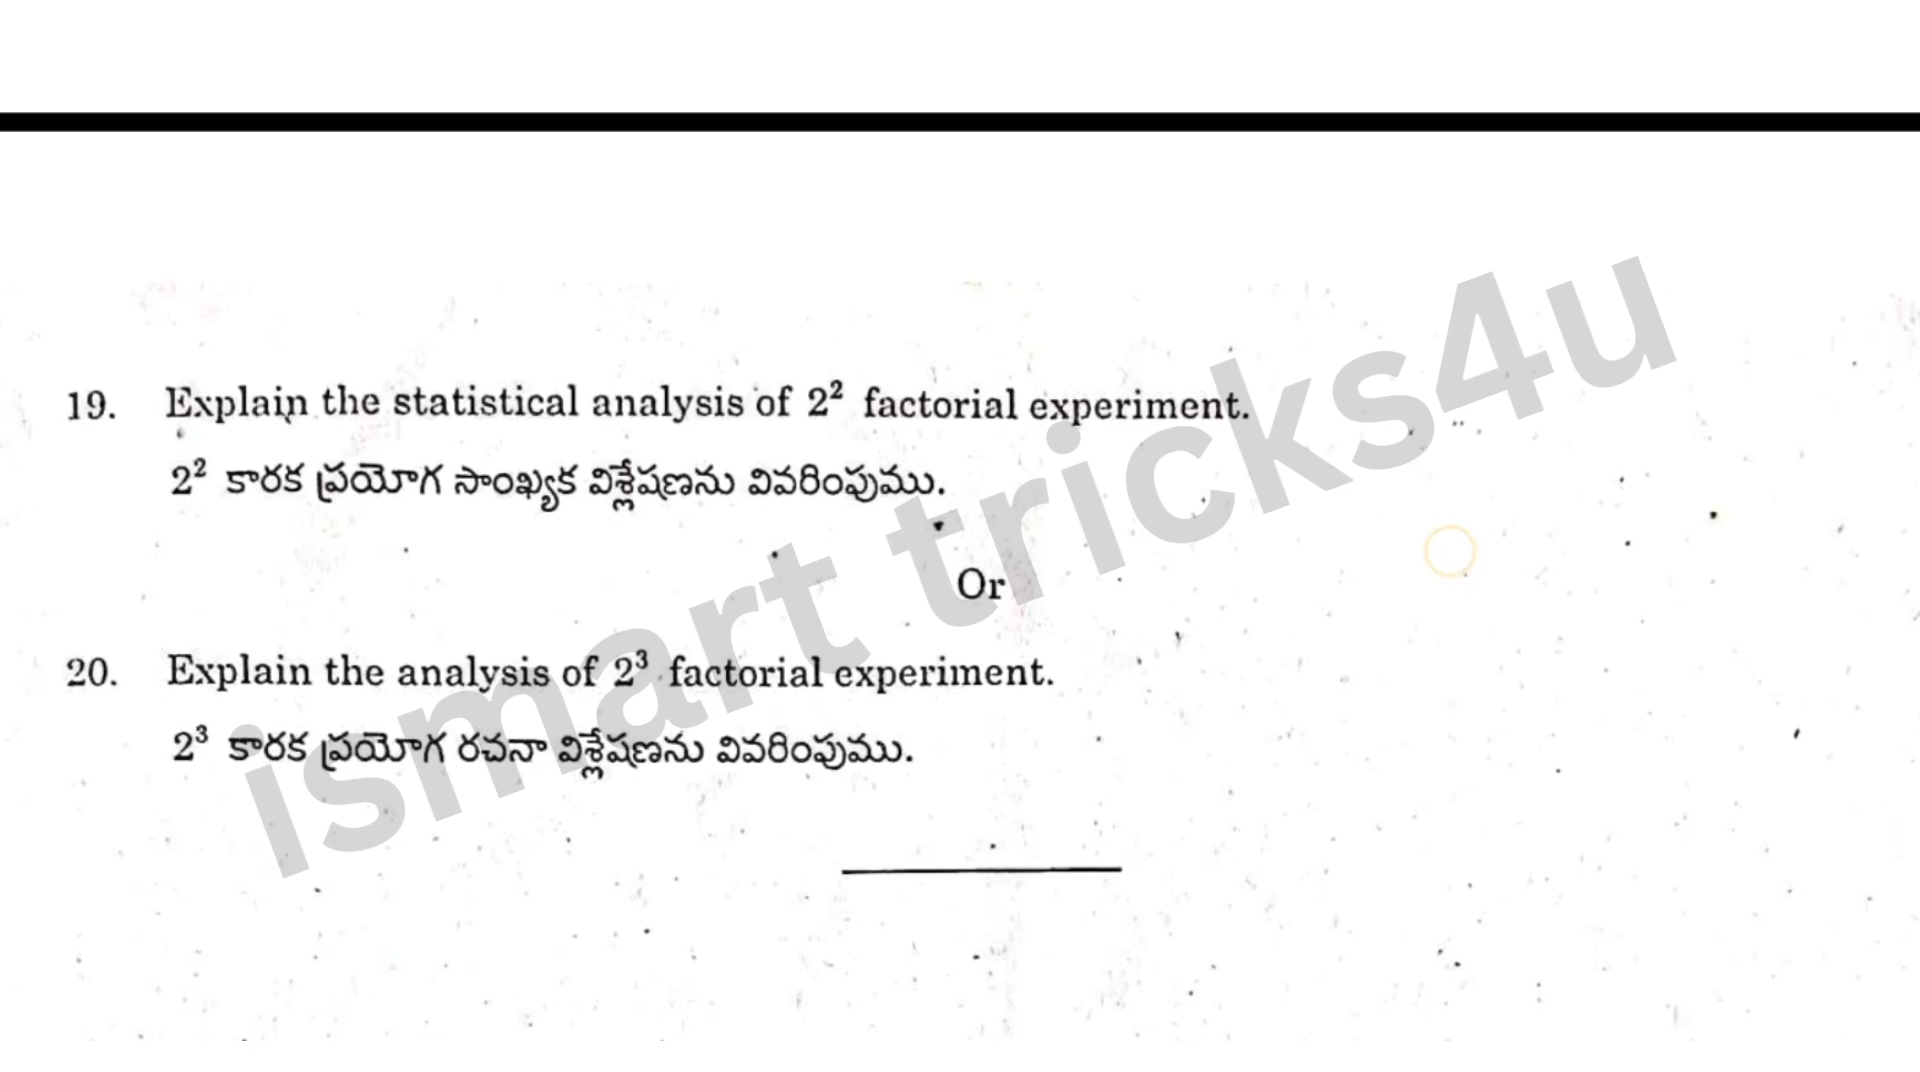 19. Explain the statistical analysis of 2² factorial experiment.
2² కారక ప్రయోగ సాంఖ్యక విశ్లేషణను వివరింపుము.
Or
20. Explain the analysis of 2³ factorial experiment.
2³ కారక ప్రయోగ రచనా విశ్లేషణను వివరింపుము.
ismart tricks4u